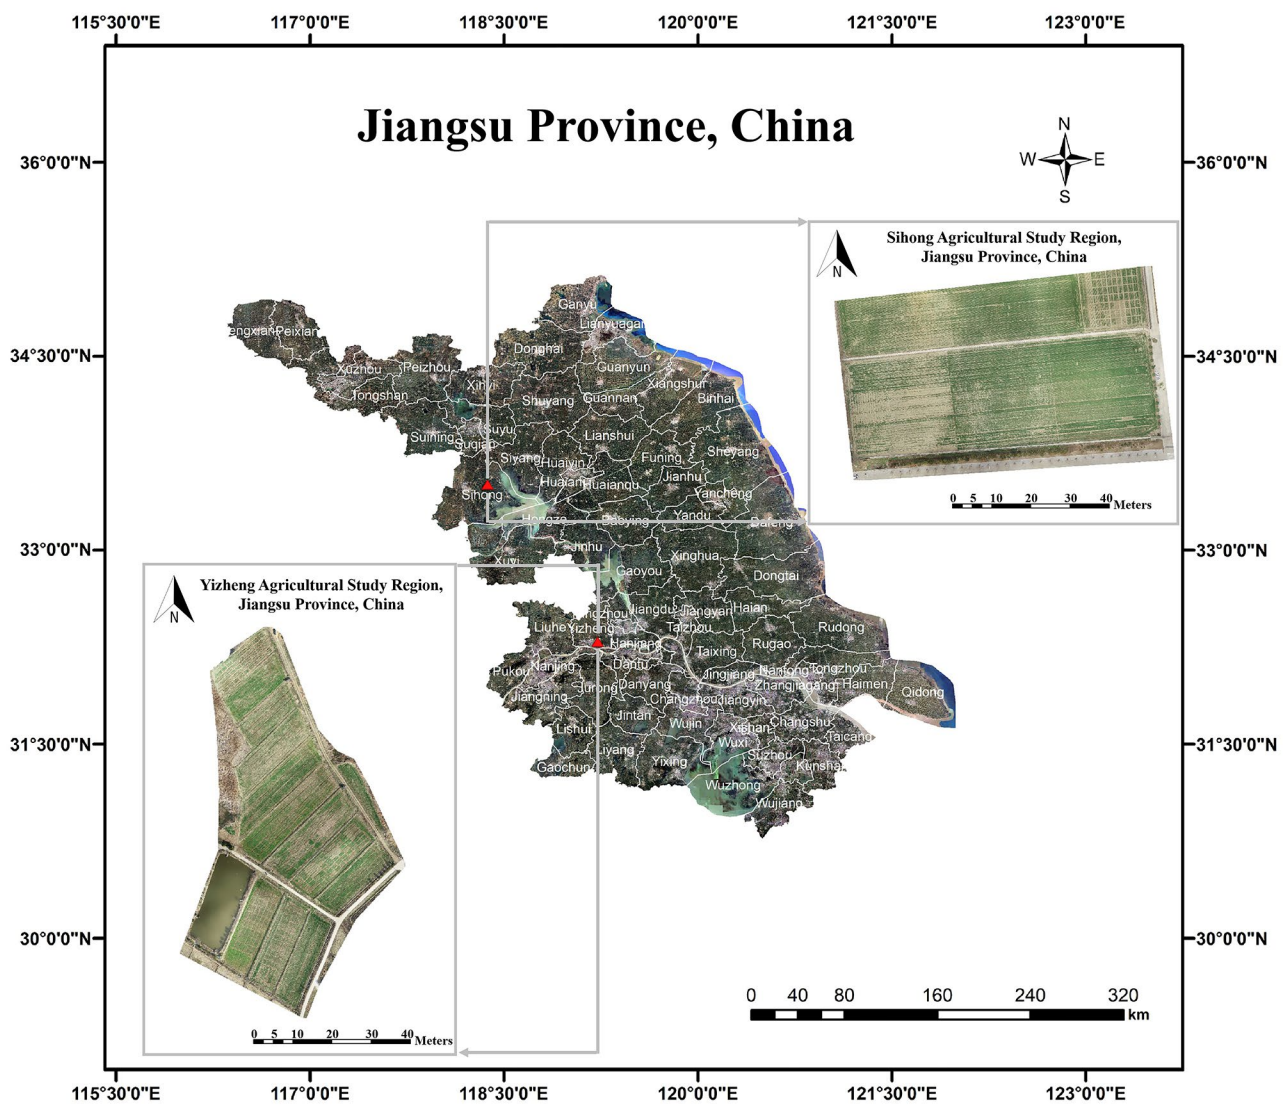 115°30'0"E 117°0'0"E 118°30'0"E 120°0'0"E 121°30'0"E 123°0'0"E
Jiangsu Province, China
N
W E
S
36°0'0"N 36°0'0"N
34°30'0"N 34°30'0"N
33°0'0"N 33°0'0"N
31°30'0"N 31°30'0"N
30°0'0"N 30°0'0"N
Sihong Agricultural Study Region,
Jiangsu Province, China
N
0 5 10 20 30 40 Meters
Ganyu
Lianyuagan
engxian Peixian
Donghai
Xuzhou Peizhou Guanyun
Xinyi Xiangshui
Tongshan Shuyang Guannan Binhai
Suining Suyu Lianshui
Suqian Sheyang
Siyang Huaiyin Funing
Jianhu
Sihong Huaian Huaianqu Yancheng
Hongze Baoying Yandu Dafeng
Jinhu
Xuyi Xinghua
Gaoyou Dongtai
Jiangdu Jiangyan Haian
Liuhe Yizheng Taizhou Rudong
Hanjiang Rugao
Pukou Nanjing Dantu Taixing
Jingjiang Nantong Tongzhou
Jiangning Jurong Danyang Zhangjiagang Haimen Qidong
Changzhou Jiangyin
Jintan Wujin Changshu
Lishui Xishan Taicang
Liyang Wuxi
Gaochun Yixing Suzhou Kunshan
Wuzhong
Wujiang
Yizheng Agricultural Study Region,
Jiangsu Province, China
N
0 5 10 20 30 40 Meters
0 40 80 160 240 320
km
115°30'0"E 117°0'0"E 118°30'0"E 120°0'0"E 121°30'0"E 123°0'0"E